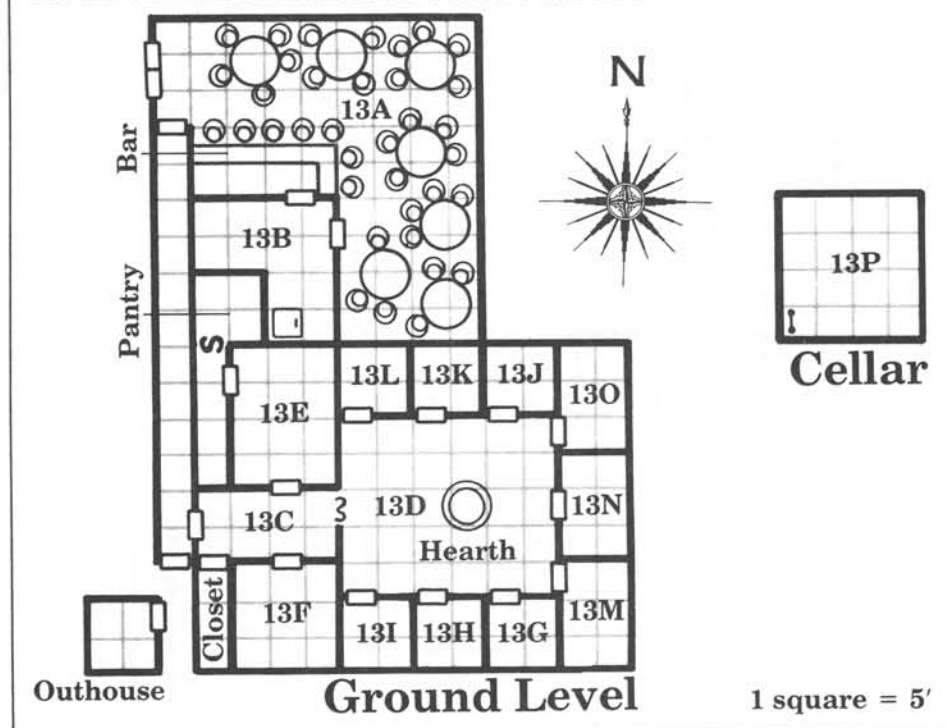 N
13A
Bar
13B
13P
Pantry
S
Cellar
13L
13K
13J
13O
13E
13D
13N
13C
Hearth
Closet
13F
13I
13H
13G
13M
Outhouse
Ground Level
1 square = 5'